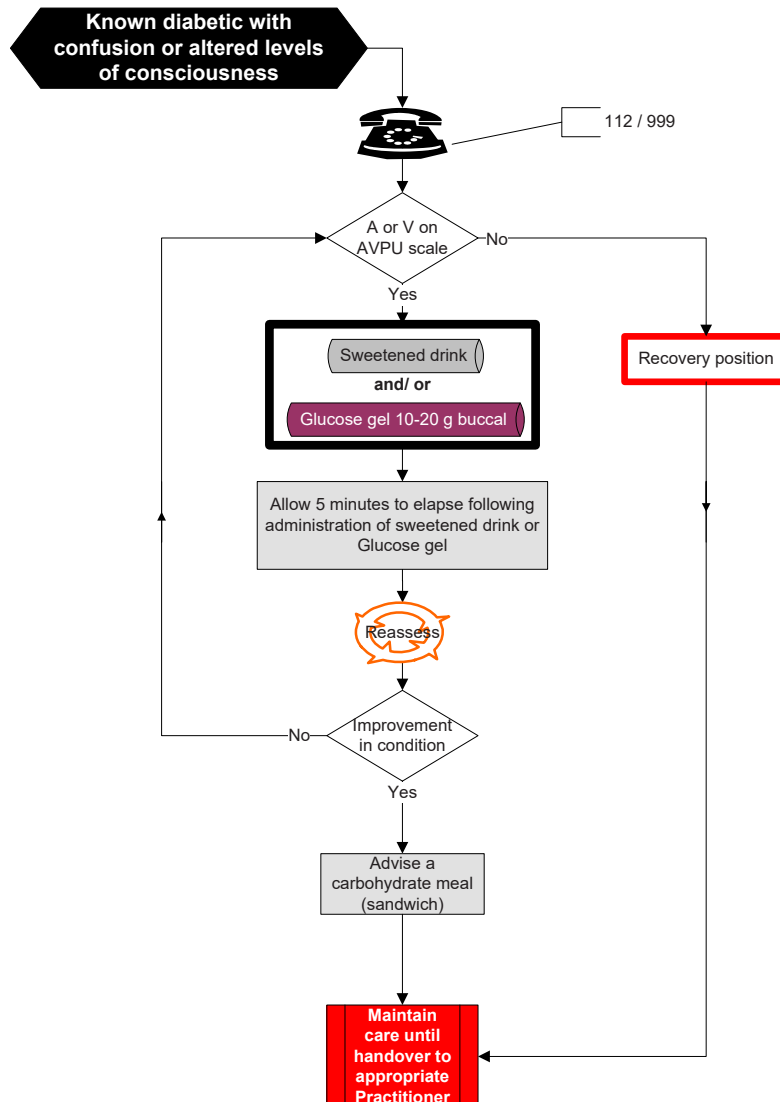 Known diabetic with
confusion or altered levels
of consciousness
112 / 999
A or V on
AVPU scale
No
Yes
Sweetened drink
and/ or
Glucose gel 10-20 g buccal
Recovery position
Allow 5 minutes to elapse following
administration of sweetened drink or
Glucose gel
Reassess
Improvement
in condition
No
Yes
Advise a
carbohydrate meal
(sandwich)
Maintain
care until
handover to
appropriate
Practitioner